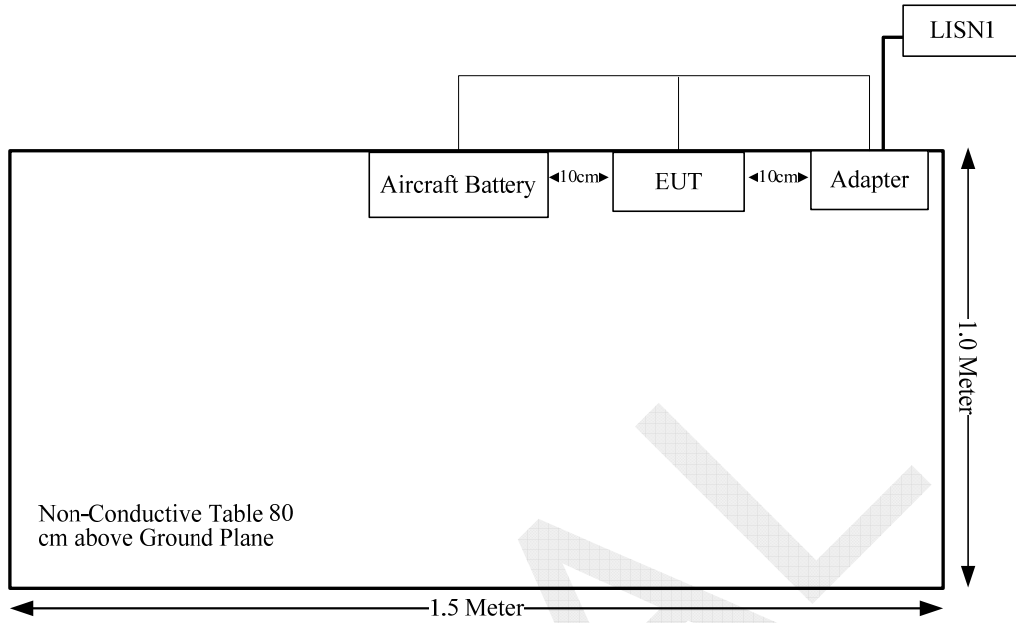 LISN1
Aircraft Battery
10cm
EUT
10cm
Adapter
1.0 Meter
Non-Conductive Table 80
cm above Ground Plane
1.5 Meter